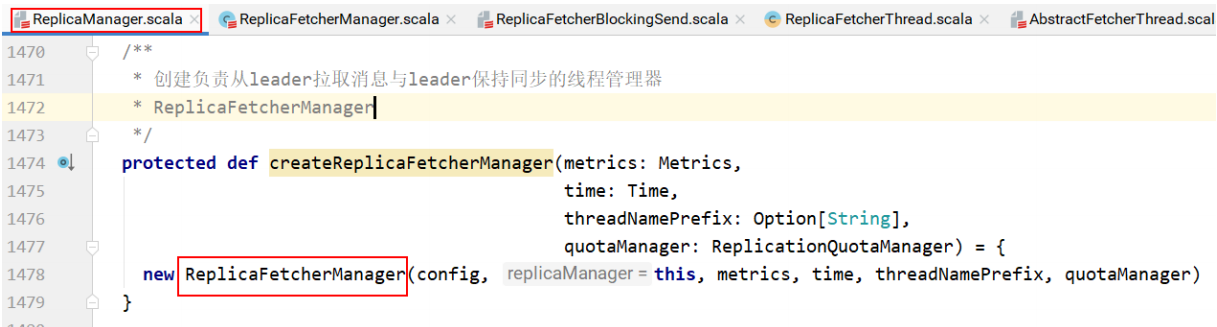 ReplicaManager.scala × ReplicaFetcherManager.scala × ReplicaFetcherBlockingSend.scala × ReplicaFetcherThread.scala × AbstractFetcherThread.scal
1470 /**
1471 * 创建负责从leader拉取消息与leader保持同步的线程管理器
1472 * ReplicaFetcherManager
1473 */
1474 protected def createReplicaFetcherManager(metrics: Metrics,
1475 time: Time,
1476 threadNamePrefix: Option[String],
1477 quotaManager: ReplicationQuotaManager) = {
1478 new ReplicaFetcherManager(config, replicaManager = this, metrics, time, threadNamePrefix, quotaManager)
1479 }